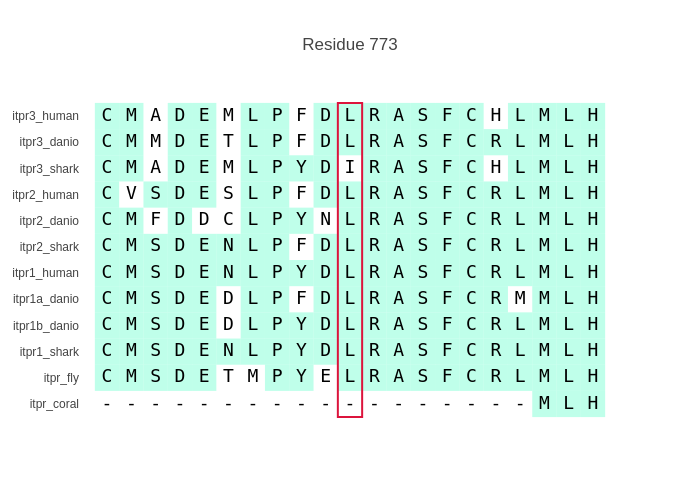 Residue 773
itpr3_human C M A D E M L P F D L R A S F C H L M L H
itpr3_danio C M M D E T L P F D L R A S F C R L M L H
itpr3_shark C M A D E M L P Y D I R A S F C H L M L H
itpr2_human C V S D E S L P F D L R A S F C R L M L H
itpr2_danio C M F D D C L P Y N L R A S F C R L M L H
itpr2_shark C M S D E N L P F D L R A S F C R L M L H
itpr1_human C M S D E N L P Y D L R A S F C R L M L H
itpr1a_danio C M S D E D L P F D L R A S F C R M M L H
itpr1b_danio C M S D E D L P Y D L R A S F C R L M L H
itpr1_shark C M S D E N L P Y D L R A S F C R L M L H
itpr_fly C M S D E T M P Y E L R A S F C R L M L H
itpr_coral - - - - - - - - - - - - - - - - - - M L H